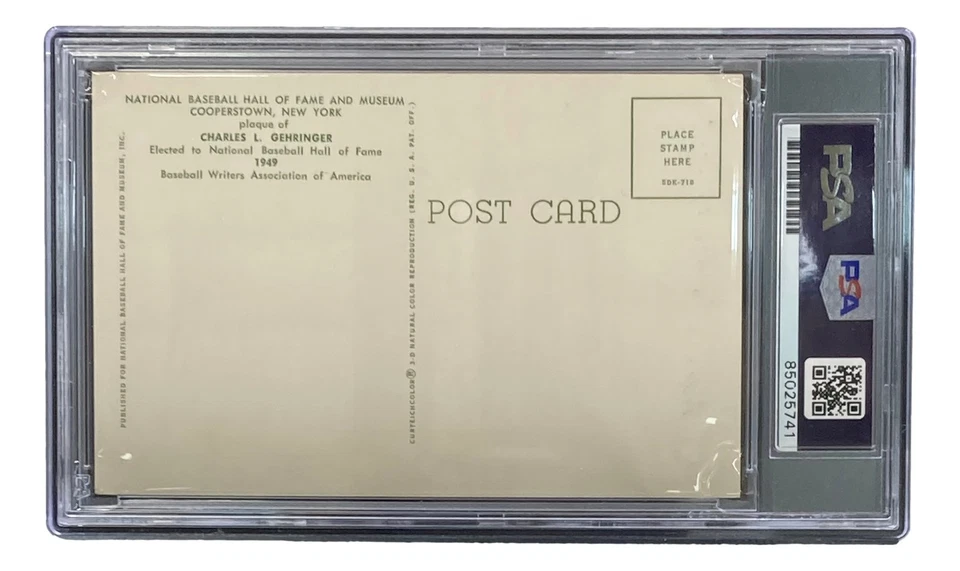 NATIONAL BASEBALL HALL OF FAME AND MUSEUM
COOPERSTOWN, NEW YORK
plaque of
CHARLES L. GEHRINGER
Elected to National Baseball Hall of Fame
1949
Baseball Writers Association of America
PUBLISHED FOR NATIONAL BASEBALL HALL OF FAME AND MUSEUM, INC.
CURTEICHCOLOR® 3-D NATURAL COLOR REPRODUCTION (REG. U. S. A. PAT. OFF.)
POST CARD
PLACE
STAMP
HERE
5DK-718
PSA
PSA
85025741